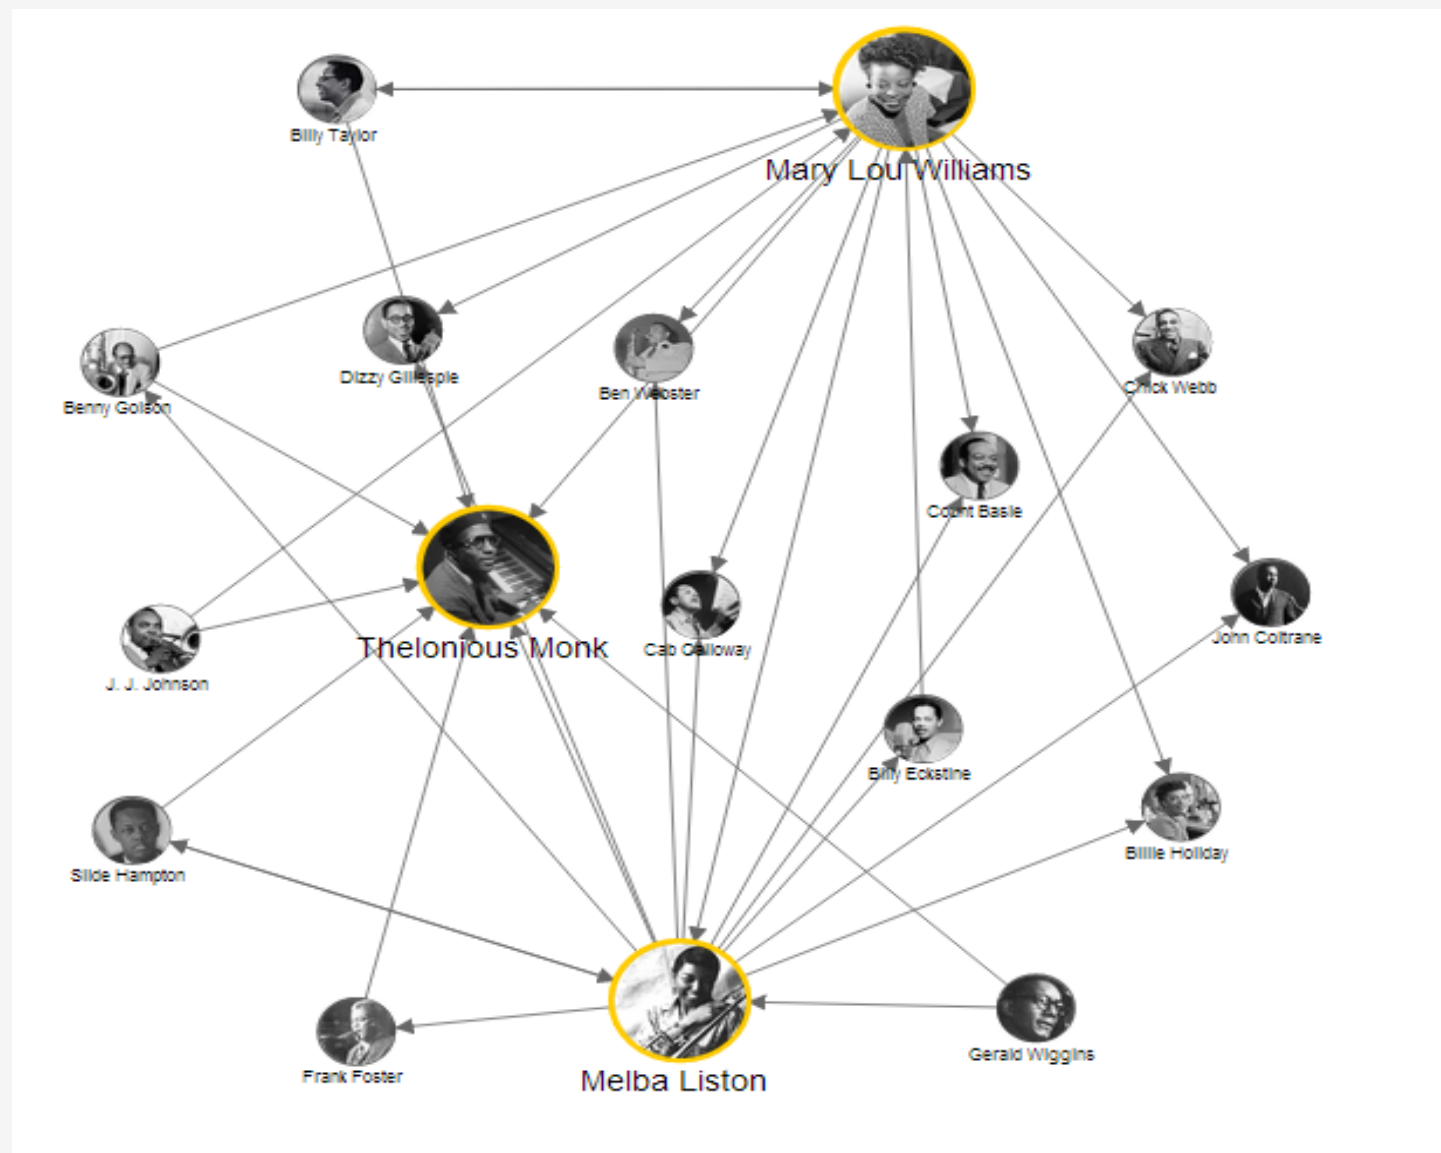 Billy Taylor
Mary Lou Williams
Dizzy Gillespie
Ben Webster
Chick Webb
Benny Golson
Count Basie
John Coltrane
Thelonious Monk
Cab Calloway
J. J. Johnson
Billy Eckstine
Billie Holiday
Slide Hampton
Gerald Wiggins
Frank Foster
Melba Liston